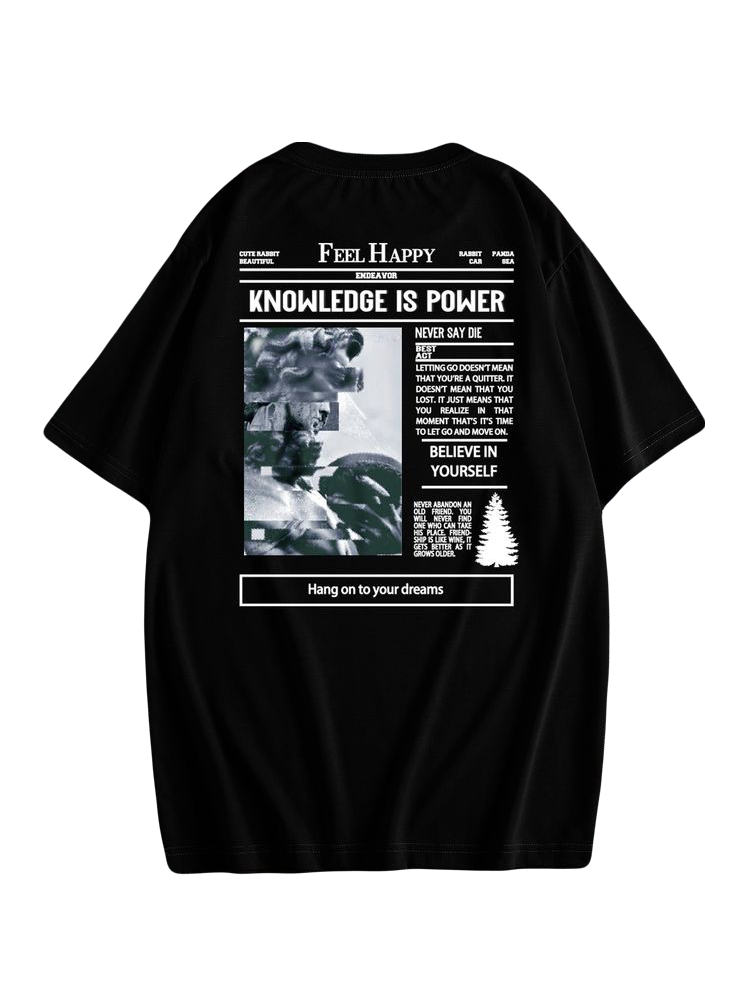 CUTE RABBIT
BEAUTIFUL
FEEL HAPPY
RABBIT PANDA
CAR SEA
ENDEAVOR
KNOWLEDGE IS POWER
NEVER SAY DIE
BEST
ACT
LETTING GO DOESN'T MEAN
THAT YOU'RE A QUITTER. IT
DOESN'T MEAN THAT YOU
LOST. IT JUST MEANS THAT
YOU REALIZE IN THAT
MOMENT THAT'S IT'S TIME
TO LET GO AND MOVE ON.
BELIEVE IN
YOURSELF
NEVER ABANDON AN
OLD FRIEND. YOU
WILL NEVER FIND
ONE WHO CAN TAKE
HIS PLACE. FRIEND-
SHIP IS LIKE WINE, IT
GETS BETTER AS IT
GROWS OLDER.
Hang on to your dreams